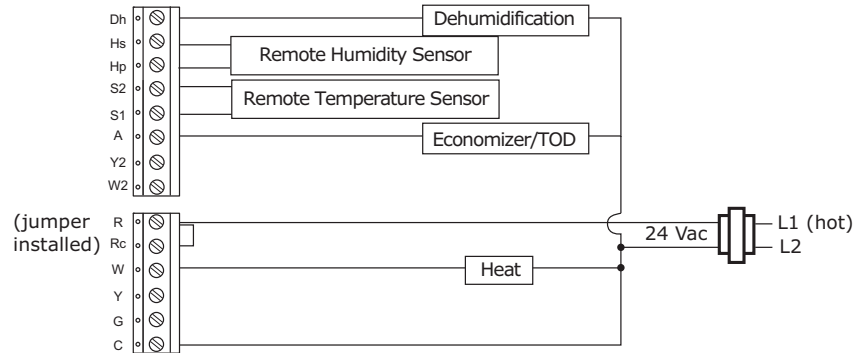 Dh
Dehumidification
Hs
Remote Humidity Sensor
Hp
S2
Remote Temperature Sensor
S1
A
Economizer/TOD
Y2
W2
(jumper
installed)
R
L1 (hot)
24 Vac
Rc
L2
W
Heat
Y
G
C